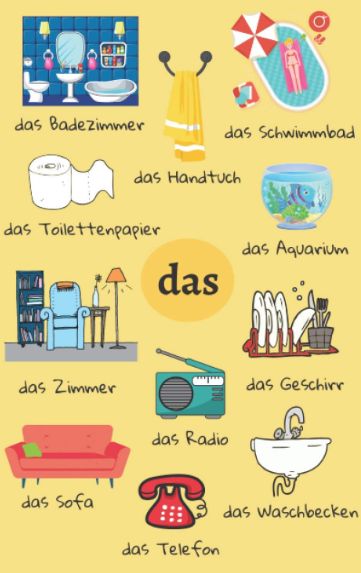 das Badezimmer
das Schwimmbad
das Handtuch
das Toilettenpapier
das Aquarium
das
das Zimmer
das Geschirr
das Radio
das Sofa
das Waschbecken
das Telefon